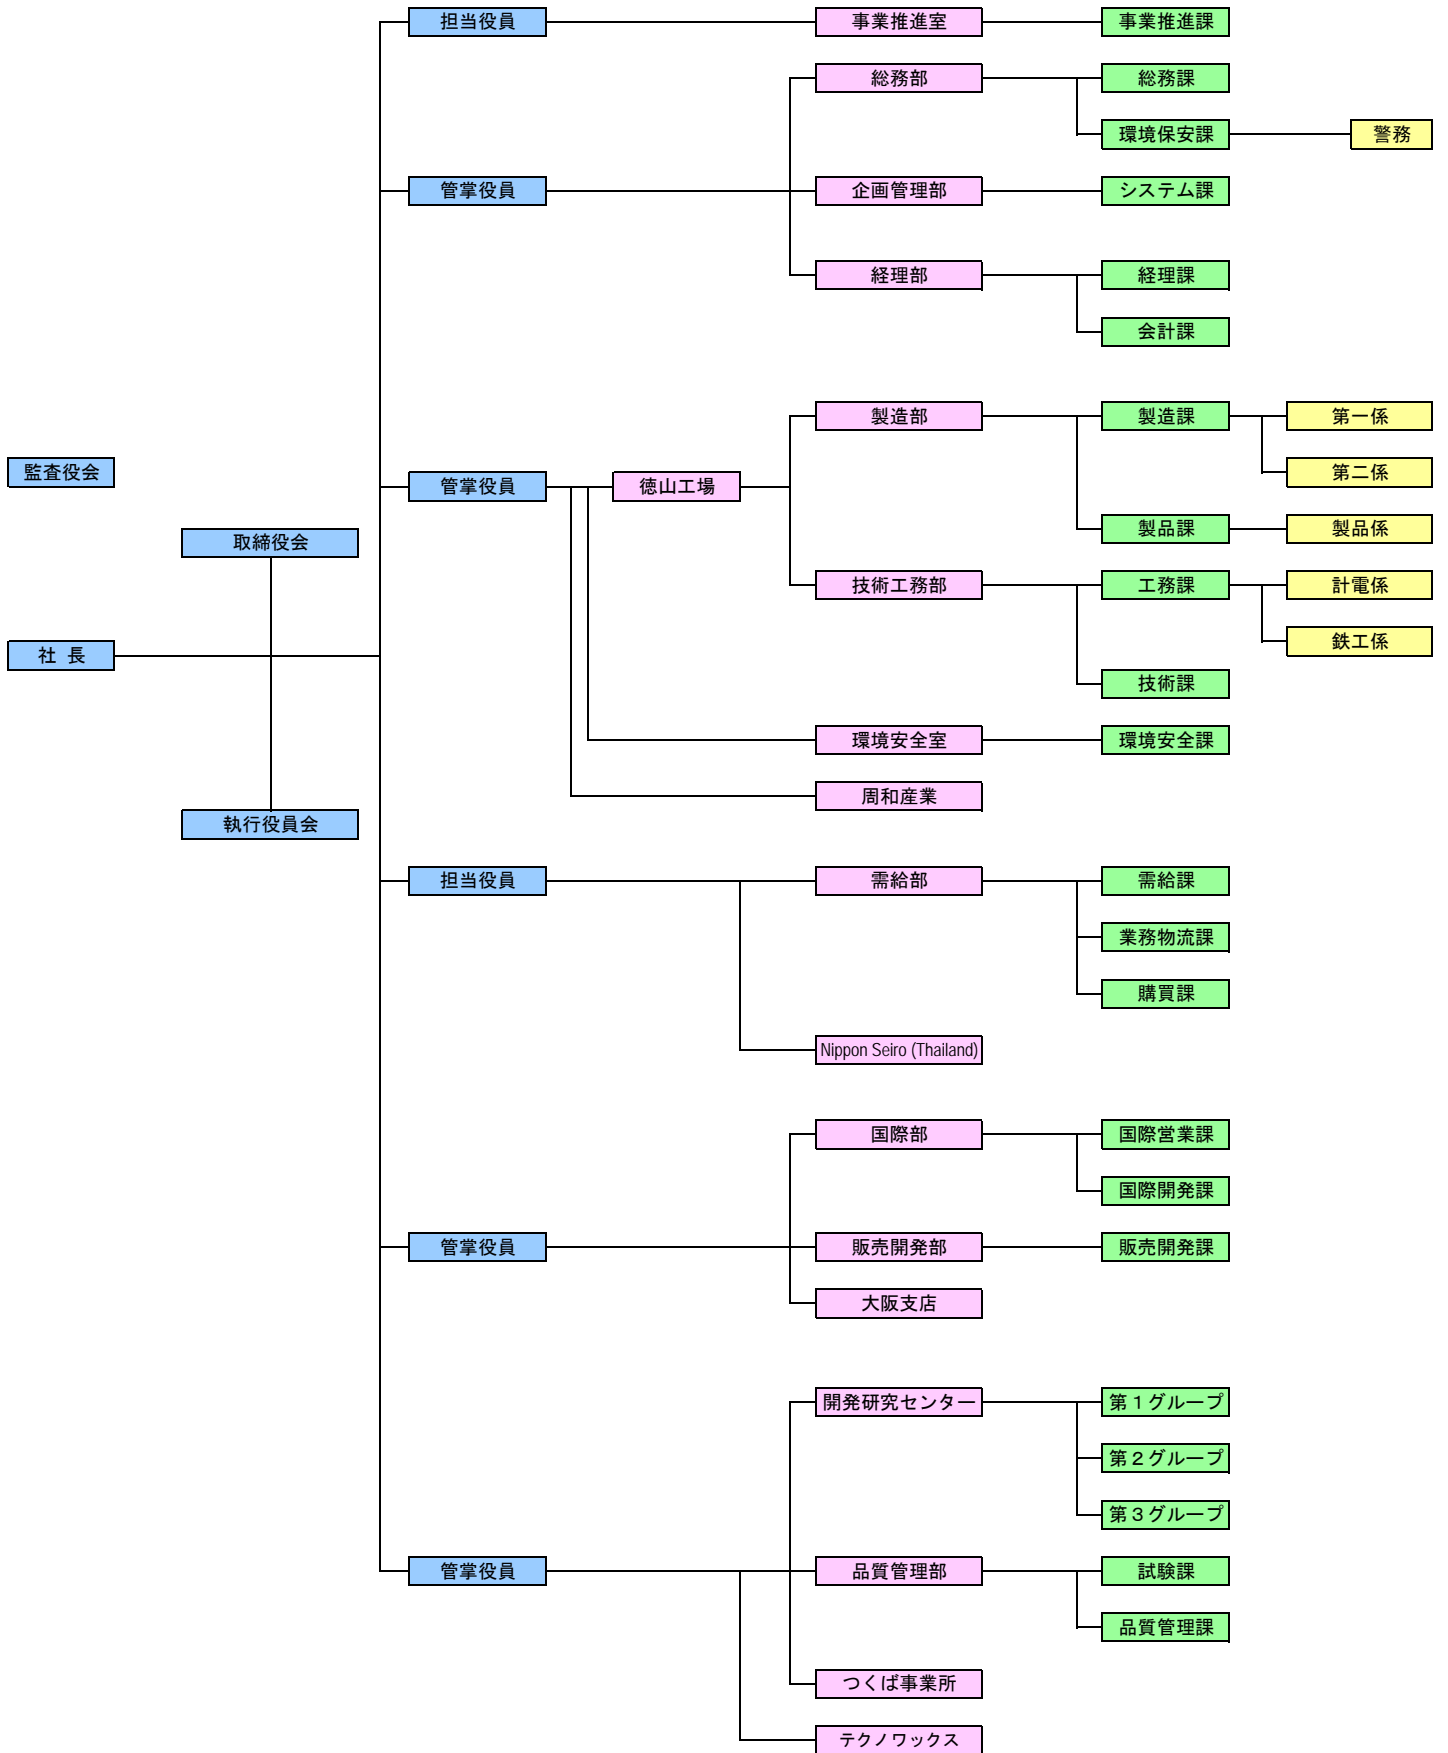 担当役員
事業推進室
事業推進課
総務部
総務課
環境保安課
警務
管掌役員
企画管理部
システム課
経理部
経理課
会計課
製造部
製造課
第一係
監査役会
第二係
管掌役員
徳山工場
製品課
製品係
取締役会
技術工務部
工務課
計電係
社 長
鉄工係
技術課
環境安全室
環境安全課
周和産業
執行役員会
担当役員
需給部
需給課
業務物流課
購買課
Nippon Seiro (Thailand)
国際部
国際営業課
国際開発課
管掌役員
販売開発部
販売開発課
大阪支店
開発研究センター
第1グループ
第2グループ
第3グループ
管掌役員
品質管理部
試験課
品質管理課
つくば事業所
テクノワックス